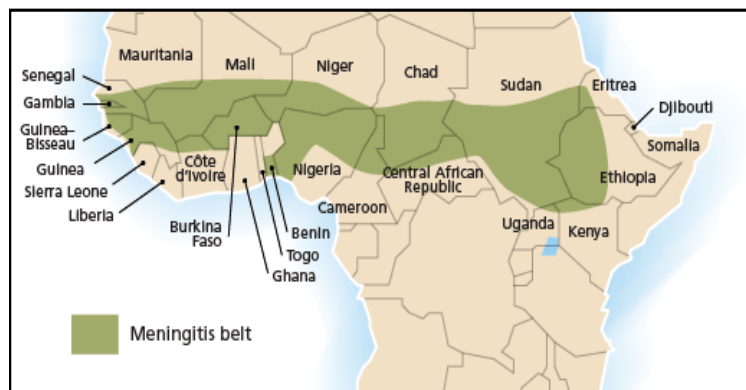 Mauritania
Mali
Niger
Chad
Sudan
Eritrea
Djibouti
Somalia
Senegal
Gambia
Guinea–
Bisseau
Guinea
Sierra Leone
Liberia
Côte
d'Ivoire
Burkina
Faso
Ghana
Togo
Benin
Nigeria
Cameroon
Central African
Republic
Ethiopia
Uganda
Kenya
Meningitis belt